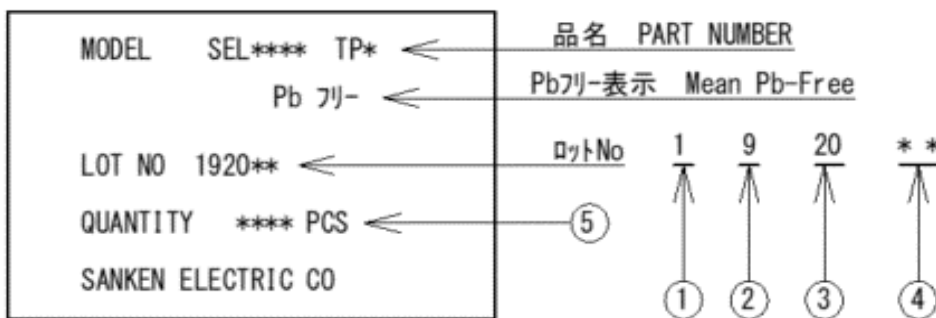 MODEL SEL**** TP*
品名 PART NUMBER
Pb フリー
Pbフリー表示 Mean Pb-Free
LOT NO 1920**
ロットNo 1 9 20 **
QUANTITY **** PCS
⑤
SANKEN ELECTRIC CO
① ② ③ ④